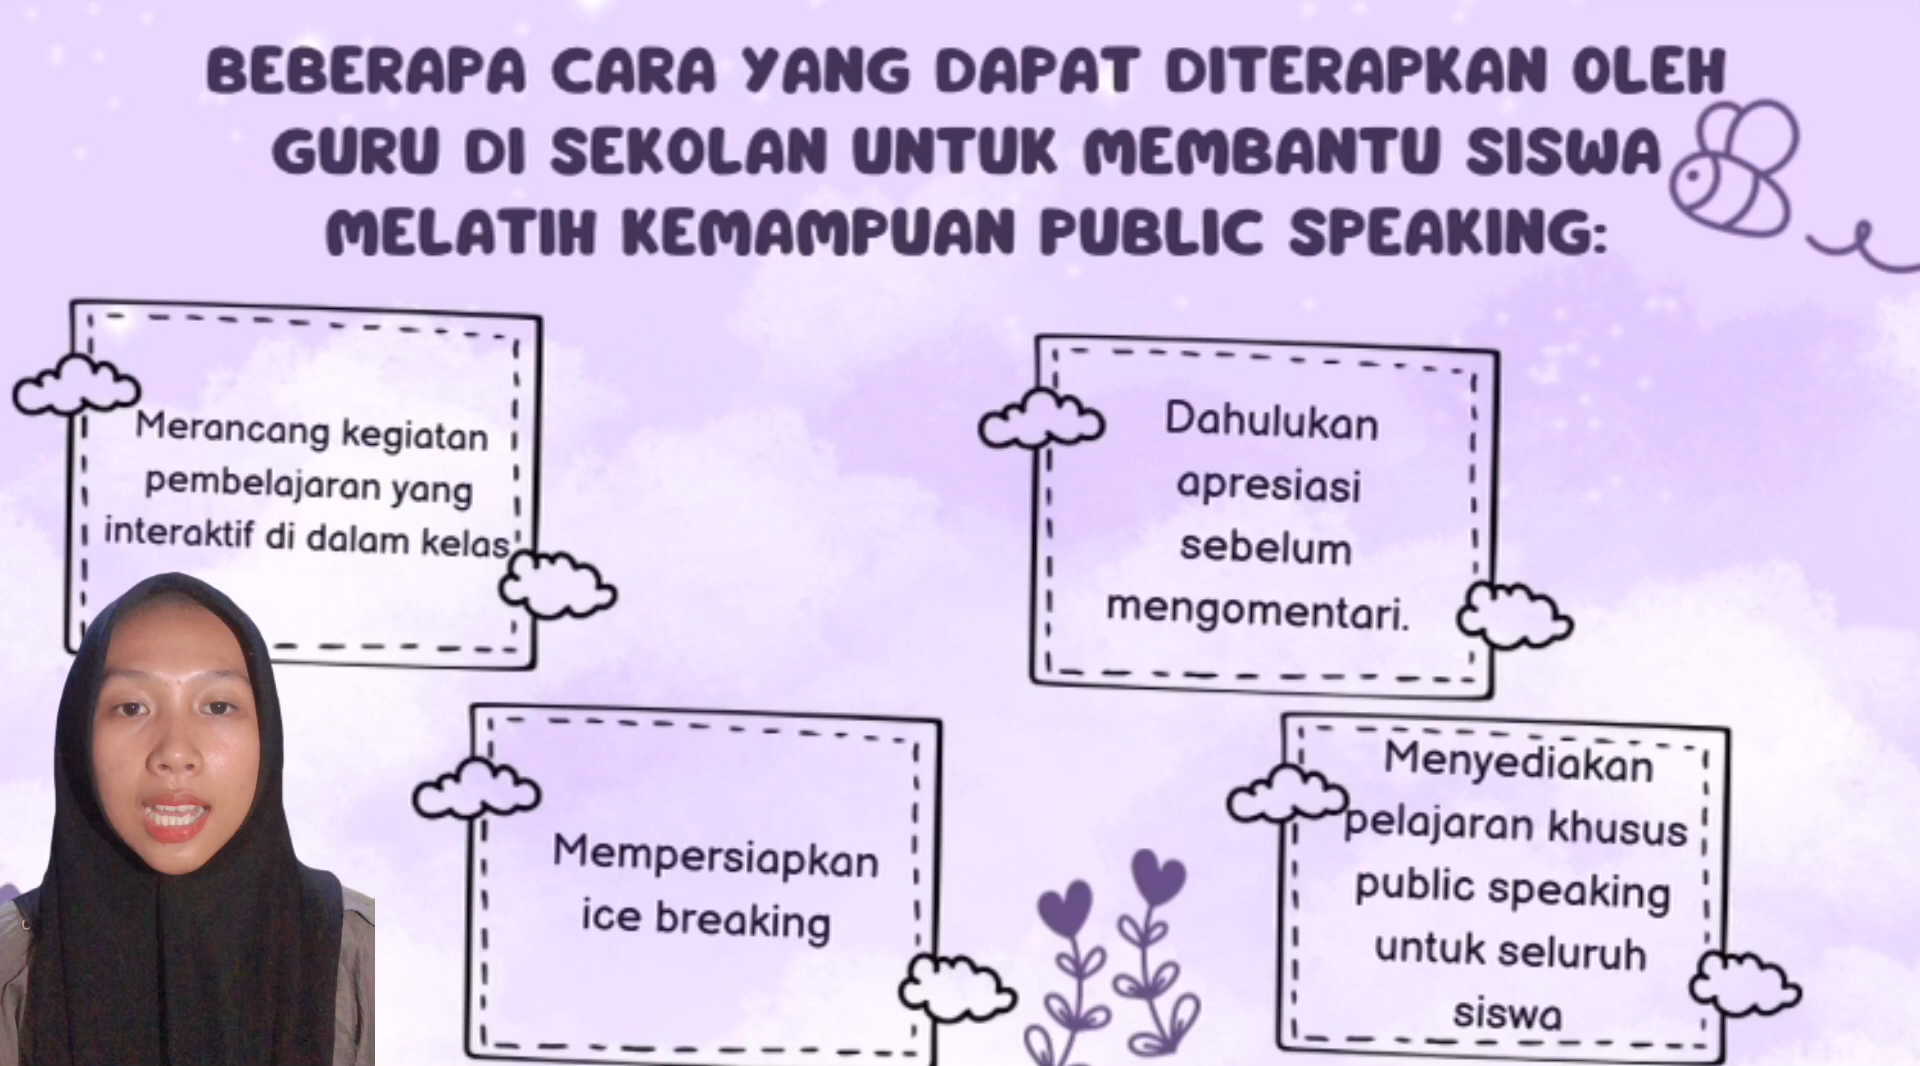 BEBERAPA CARA YANG DAPAT DITERAPKAN OLEH
GURU DI SEKOLAN UNTUK MEMBANTU SISWA
MELATIH KEMAMPUAN PUBLIC SPEAKING:
Merancang kegiatan
pembelajaran yang
interaktif di dalam kelas
Dahulukan
apresiasi
sebelum
mengomentari.
Mempersiapkan
ice breaking
Menyediakan
pelajaran khusus
public speaking
untuk seluruh
siswa